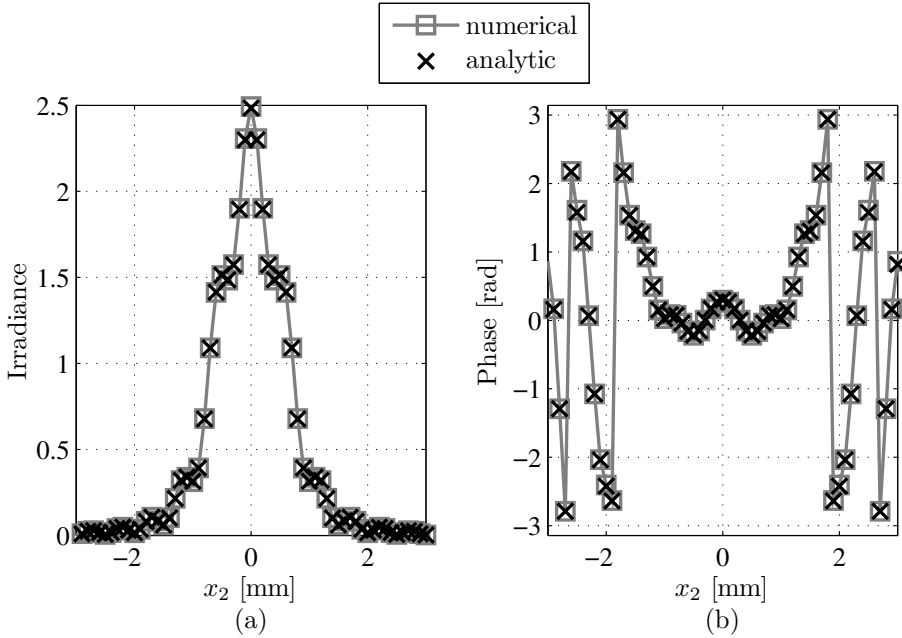 numerical
analytic
2.5
2
1.5
1
0.5
0
−2
0
2
Irradiance
x₂ [mm]
(a)
3
2
1
0
−1
−2
−3
−2
0
2
Phase [rad]
x₂ [mm]
(b)